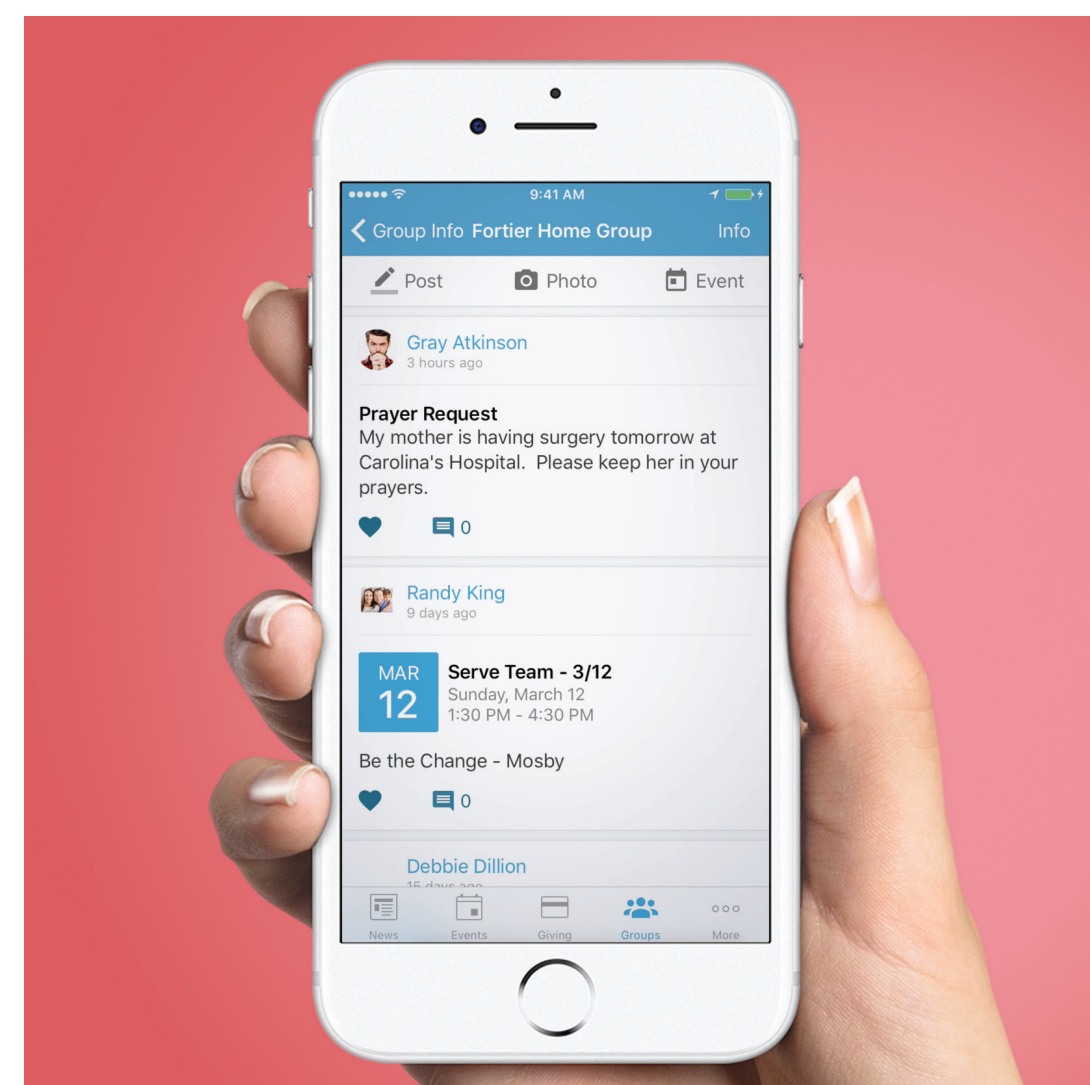 9:41 AM
Group Info Fortier Home Group Info
Post Photo Event
Gray Atkinson
3 hours ago
Prayer Request
My mother is having surgery tomorrow at
Carolina's Hospital.  Please keep her in your
prayers.
0
Randy King
9 days ago
MAR
12
Serve Team - 3/12
Sunday, March 12
1:30 PM - 4:30 PM
Be the Change - Mosby
0
Debbie Dillion
15 days ago
News Events Giving Groups More